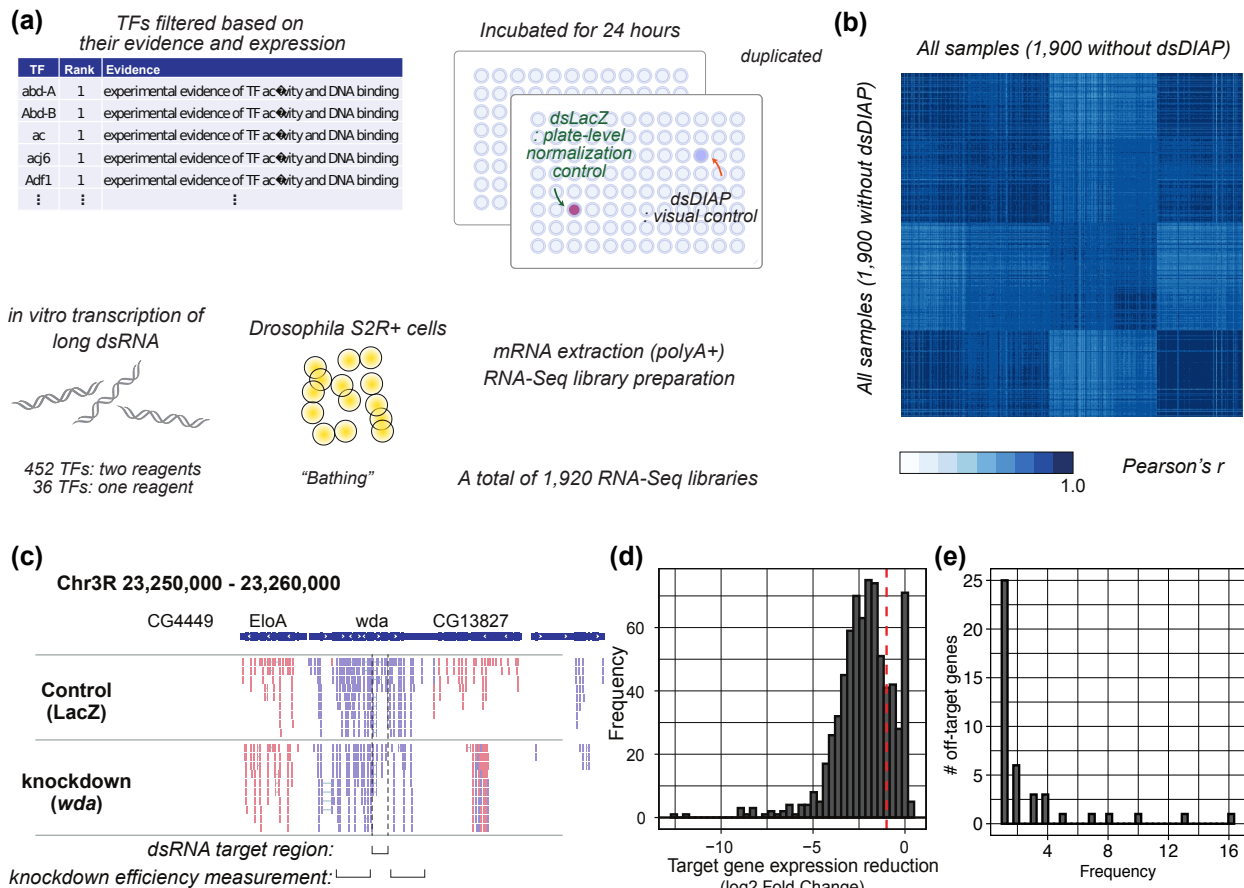 (a)
TFs filtered based on
their evidence and expression
TF Rank Evidence
abd-A 1 experimental evidence of TF ac�vity and DNA binding
Abd-B 1 experimental evidence of TF ac�vity and DNA binding
ac 1 experimental evidence of TF ac�vity and DNA binding
acj6 1 experimental evidence of TF ac�vity and DNA binding
Adf1 1 experimental evidence of TF ac�vity and DNA binding
⋮ ⋮ ⋮
Incubated for 24 hours
duplicated
dsLacZ
: plate-level
normalization
control
dsDIAP
: visual control
in vitro transcription of
long dsRNA
452 TFs: two reagents
36 TFs: one reagent
Drosophila S2R+ cells
“Bathing”
mRNA extraction (polyA+)
RNA-Seq library preparation
A total of 1,920 RNA-Seq libraries
(b)
All samples (1,900 without dsDIAP)
All samples (1,900 without dsDIAP)
1.0
Pearson’s r
(c)
Chr3R 23,250,000 - 23,260,000
CG4449 EloA wda CG13827
Control
(LacZ)
knockdown
(wda)
dsRNA target region:
knockdown efficiency measurement:
(d)
Frequency
60
40
20
0
−10 −5 0
Target gene expression reduction
(log2 Fold Change)
(e)
# off-target genes
25
20
15
10
5
0
4 8 12 16
Frequency